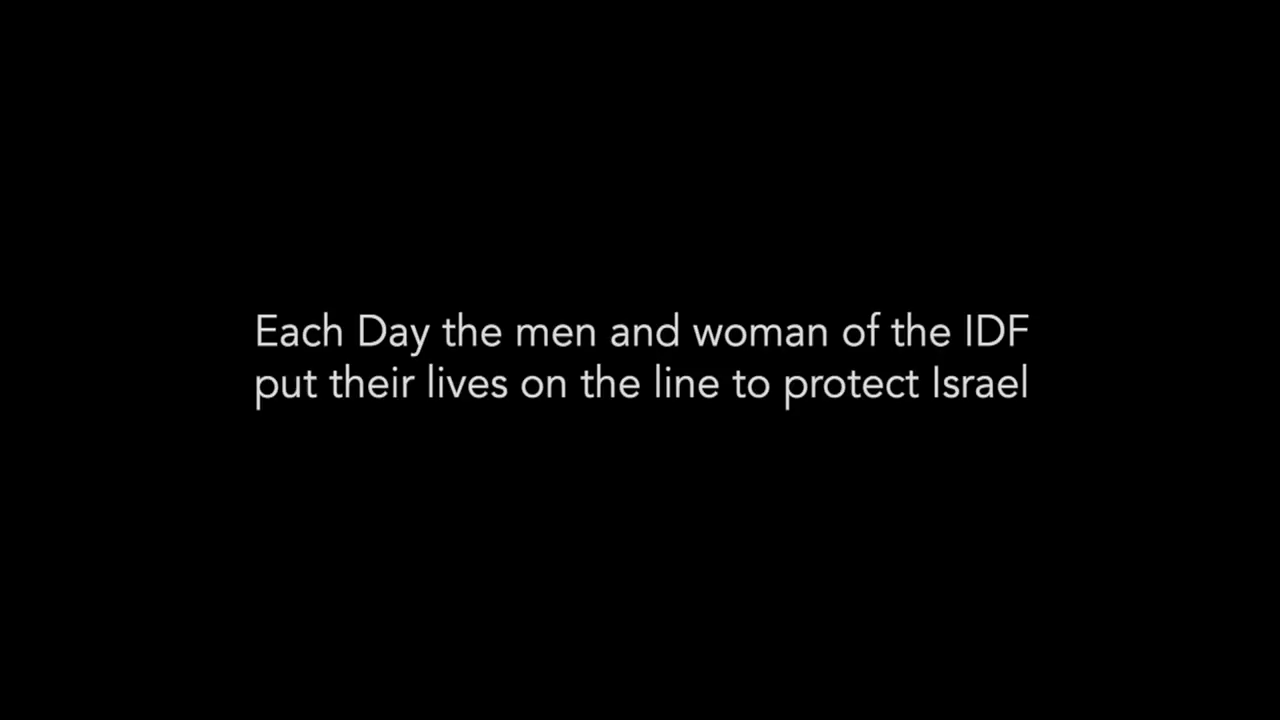 Each Day the men and woman of the IDF
put their lives on the line to protect Israel